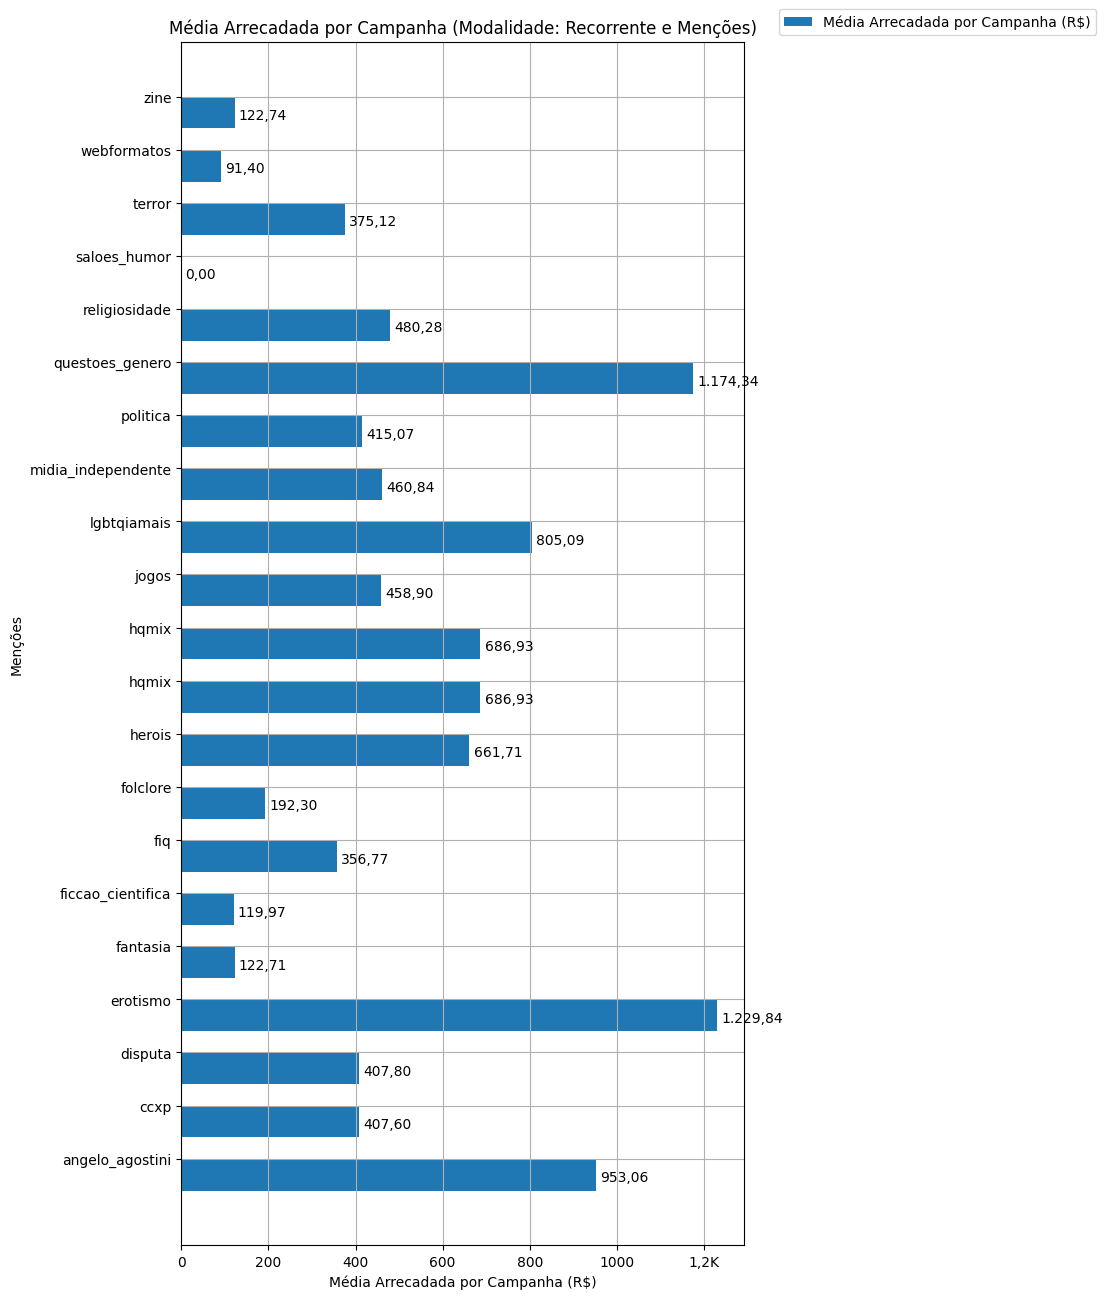 Média Arrecadada por Campanha (Modalidade: Recorrente e Menções)
Média Arrecadada por Campanha (R$)
zine
122,74
webformatos
91,40
terror
375,12
saloes_humor
0,00
religiosidade
480,28
questoes_genero
1.174,34
politica
415,07
midia_independente
460,84
lgbtqiamais
805,09
jogos
458,90
hqmix
686,93
hqmix
686,93
herois
661,71
folclore
192,30
fiq
356,77
ficcao_cientifica
119,97
fantasia
122,71
erotismo
1.229,84
disputa
407,80
ccxp
407,60
angelo_agostini
953,06
Menções
0 200 400 600 800 1000 1,2K
Média Arrecadada por Campanha (R$)